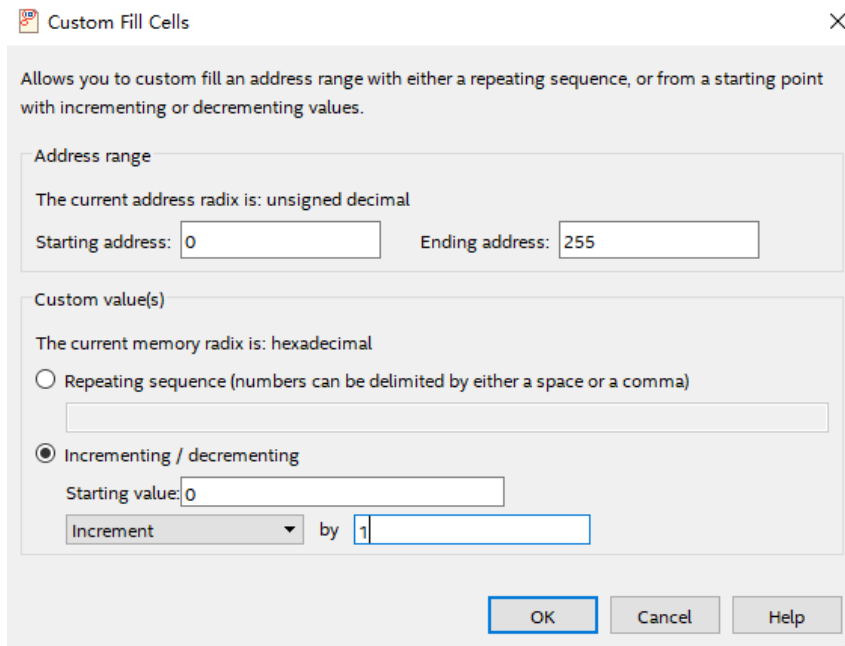 Custom Fill Cells
Allows you to custom fill an address range with either a repeating sequence, or from a starting point
with incrementing or decrementing values.
Address range
The current address radix is: unsigned decimal
Starting address: 0 Ending address: 255
Custom value(s)
The current memory radix is: hexadecimal
Repeating sequence (numbers can be delimited by either a space or a comma)
Incrementing / decrementing
Starting value: 0
Increment by 1
OK Cancel Help